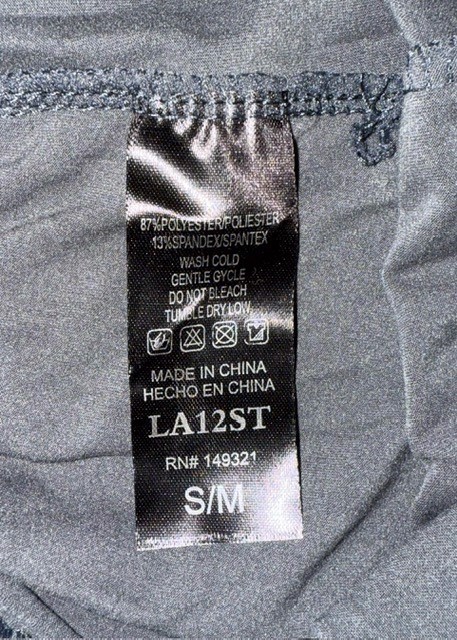 87%POLYESTER/POLIESTER
13%SPANDEX/SPANTEX
WASH COLD
GENTLE GYCLE
DO NOT BLEACH
TUMBLE DRY LOW
MADE IN CHINA
HECHO EN CHINA
LA12ST
RN# 149321
S/M